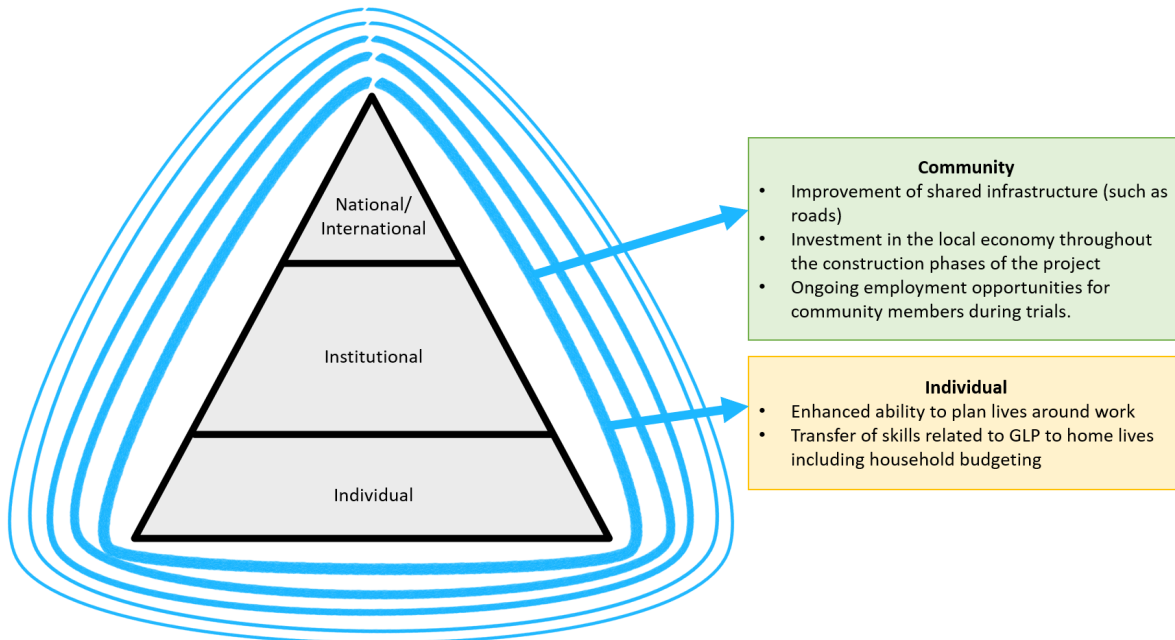 National/
International
Institutional
Individual
Community
• Improvement of shared infrastructure (such as
roads)
• Investment in the local economy throughout
the construction phases of the project
• Ongoing employment opportunities for
community members during trials.
Individual
• Enhanced ability to plan lives around work
• Transfer of skills related to GLP to home lives
including household budgeting